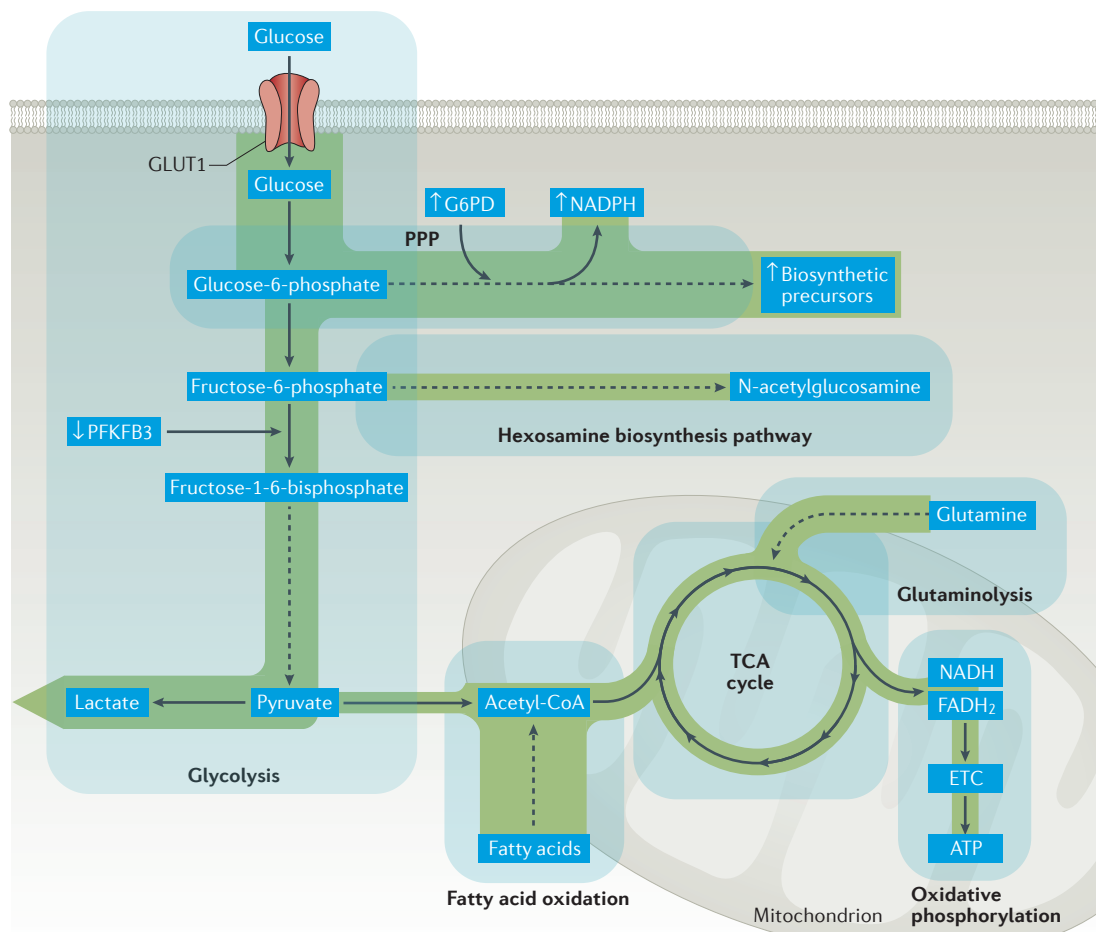 Glucose
GLUT1
Glucose
↑G6PD
↑NADPH
PPP
Glucose-6-phosphate
↑Biosynthetic
precursors
Fructose-6-phosphate
N-acetylglucosamine
↓PFKFB3
Hexosamine biosynthesis pathway
Fructose-1-6-bisphosphate
Glutamine
Glutaminolysis
TCA
cycle
NADH
FADH₂
Lactate
Pyruvate
Acetyl-CoA
Glycolysis
ETC
Fatty acids
ATP
Fatty acid oxidation
Mitochondrion
Oxidative
phosphorylation